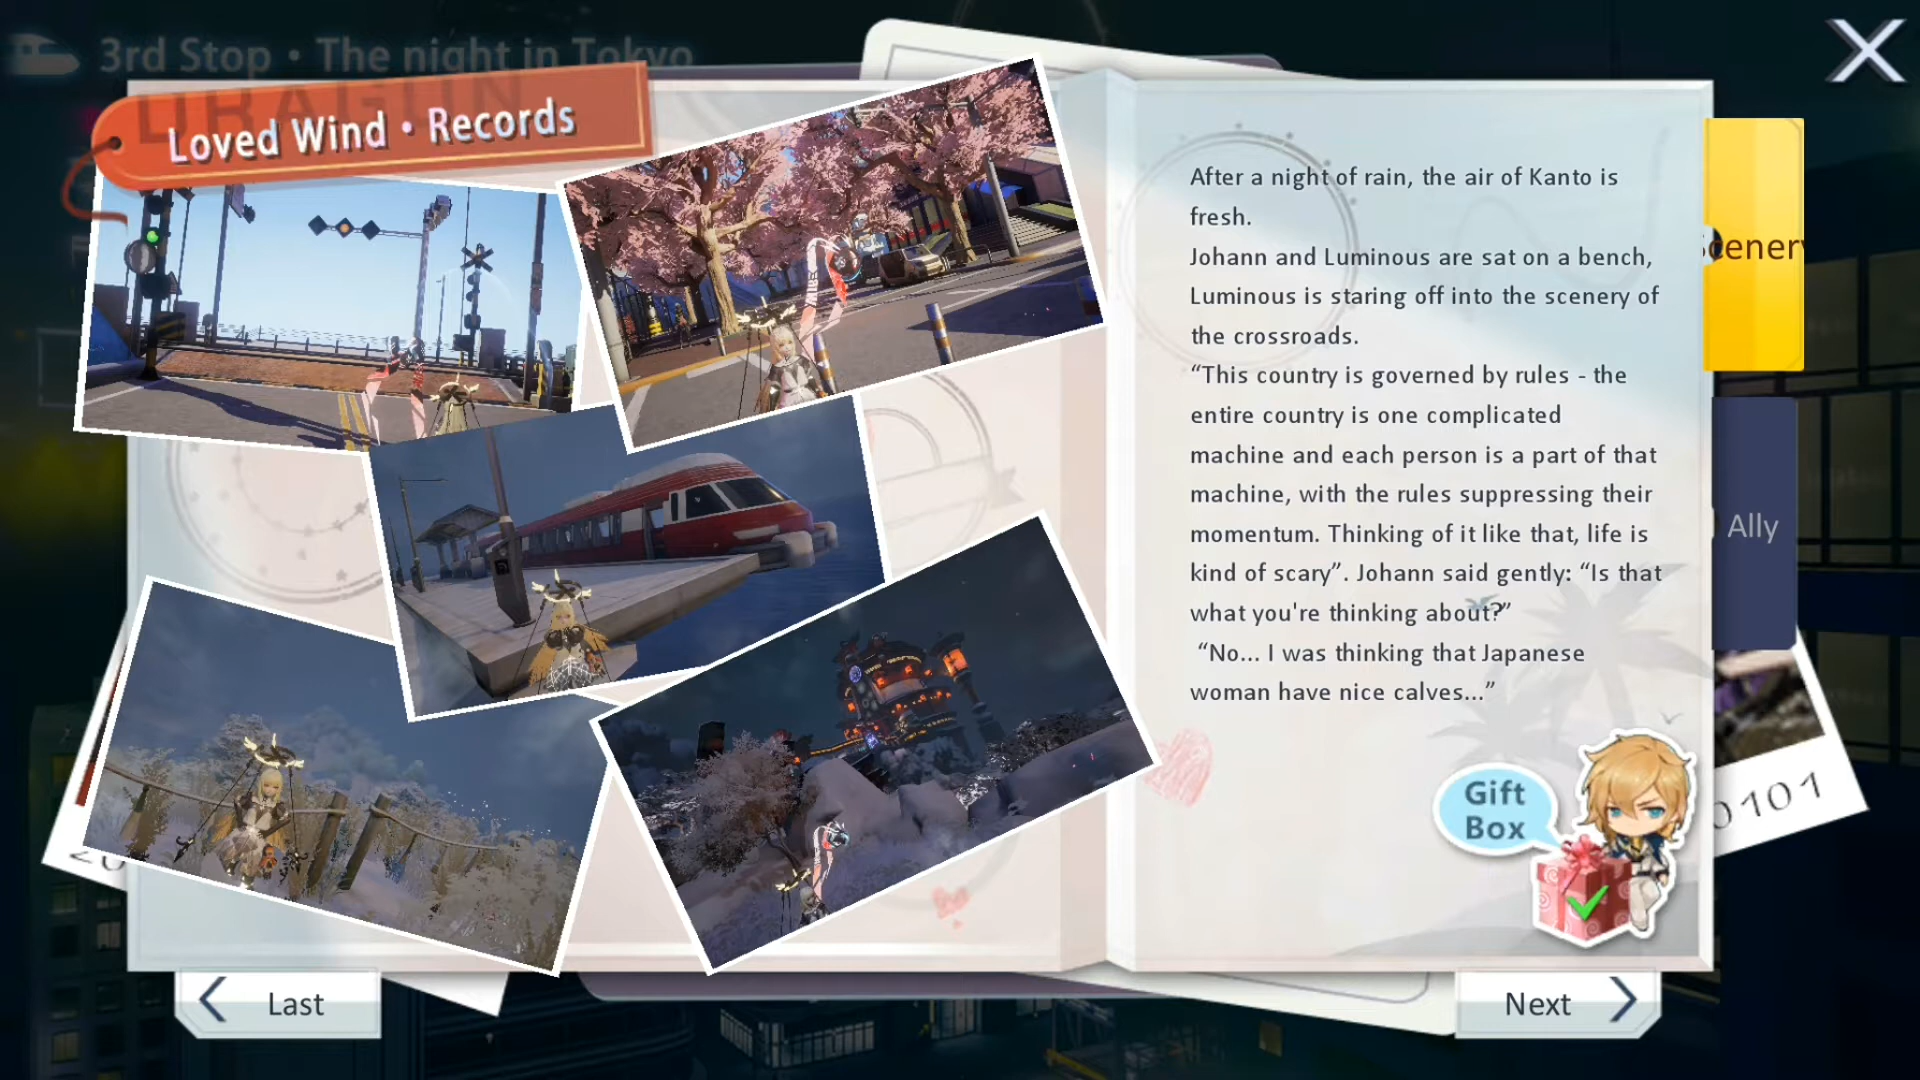 3rd Stop • The night in Tokyo
DRAGON
Loved Wind • Records
After a night of rain, the air of Kanto is
fresh.
Johann and Luminous are sat on a bench,
Luminous is staring off into the scenery of
the crossroads.
“This country is governed by rules - the
entire country is one complicated
machine and each person is a part of that
machine, with the rules suppressing their
momentum. Thinking of it like that, life is
kind of scary”. Johann said gently: “Is that
what you're thinking about?”
“No... I was thinking that Japanese
woman have nice calves...”
Scenery
Ally
Gift
Box
20
0101
Last
Next